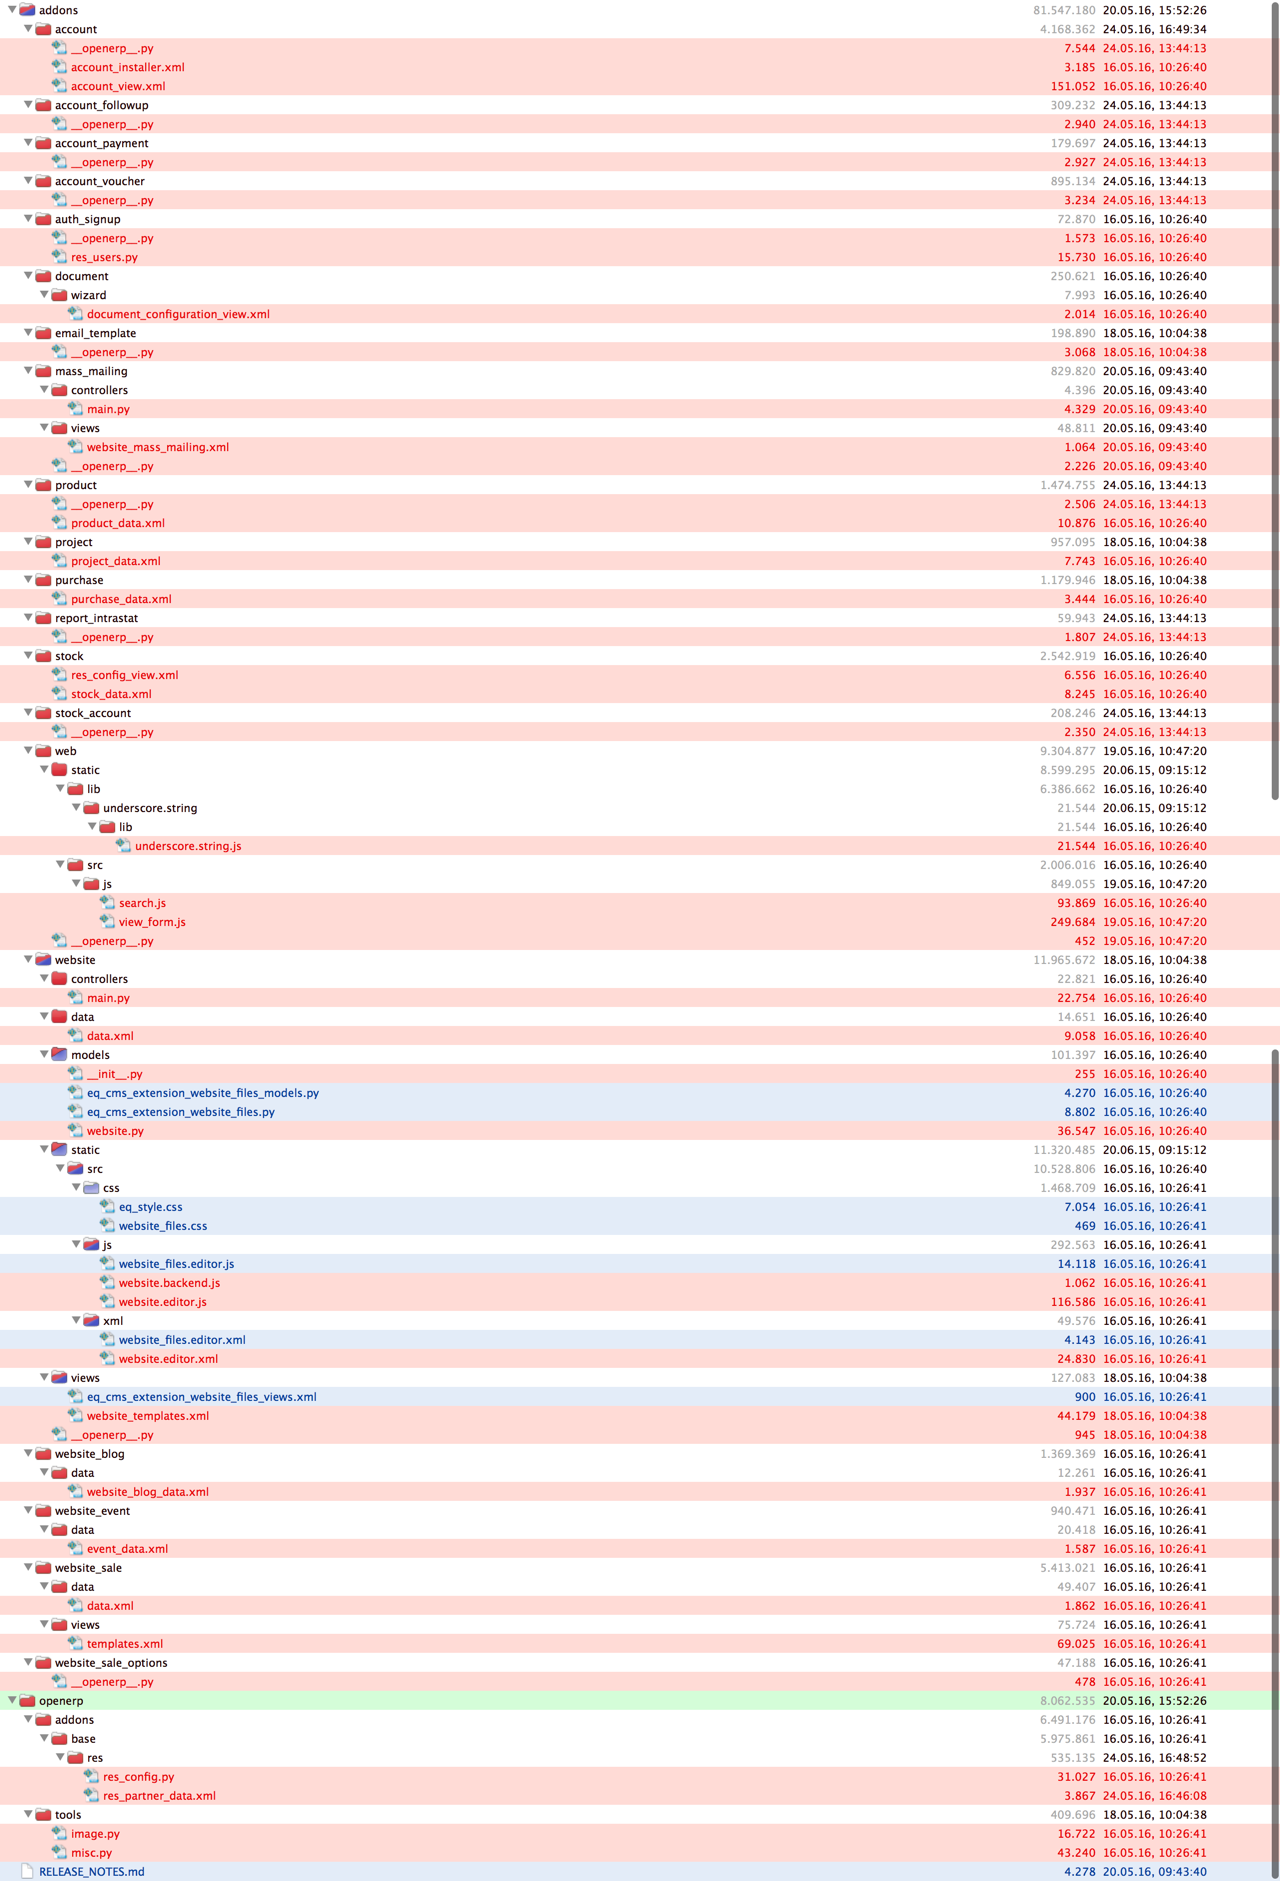 addons 81.547.180 20.05.16, 15:52:26
account 4.168.362 24.05.16, 16:49:34
__openerp__.py 7.544 24.05.16, 13:44:13
account_installer.xml 3.185 16.05.16, 10:26:40
account_view.xml 151.052 16.05.16, 10:26:40
account_followup 309.232 24.05.16, 13:44:13
__openerp__.py 2.940 24.05.16, 13:44:13
account_payment 179.697 24.05.16, 13:44:13
__openerp__.py 2.927 24.05.16, 13:44:13
account_voucher 895.134 24.05.16, 13:44:13
__openerp__.py 3.234 24.05.16, 13:44:13
auth_signup 72.870 16.05.16, 10:26:40
__openerp__.py 1.573 16.05.16, 10:26:40
res_users.py 15.730 16.05.16, 10:26:40
document 250.621 16.05.16, 10:26:40
wizard 7.993 16.05.16, 10:26:40
document_configuration_view.xml 2.014 16.05.16, 10:26:40
email_template 198.890 18.05.16, 10:04:38
__openerp__.py 3.068 18.05.16, 10:04:38
mass_mailing 829.820 20.05.16, 09:43:40
controllers 4.396 20.05.16, 09:43:40
main.py 4.329 20.05.16, 09:43:40
views 48.811 20.05.16, 09:43:40
website_mass_mailing.xml 1.064 20.05.16, 09:43:40
__openerp__.py 2.226 20.05.16, 09:43:40
product 1.474.755 24.05.16, 13:44:13
__openerp__.py 2.506 24.05.16, 13:44:13
product_data.xml 10.876 16.05.16, 10:26:40
project 957.095 18.05.16, 10:04:38
project_data.xml 7.743 16.05.16, 10:26:40
purchase 1.179.946 18.05.16, 10:04:38
purchase_data.xml 3.444 16.05.16, 10:26:40
report_intrastat 59.943 24.05.16, 13:44:13
__openerp__.py 1.807 24.05.16, 13:44:13
stock 2.542.919 16.05.16, 10:26:40
res_config_view.xml 6.556 16.05.16, 10:26:40
stock_data.xml 8.245 16.05.16, 10:26:40
stock_account 208.246 24.05.16, 13:44:13
__openerp__.py 2.350 24.05.16, 13:44:13
web 9.304.877 19.05.16, 10:47:20
static 8.599.295 20.06.15, 09:15:12
lib 6.386.662 16.05.16, 10:26:40
underscore.string 21.544 20.06.15, 09:15:12
lib 21.544 16.05.16, 10:26:40
underscore.string.js 21.544 16.05.16, 10:26:40
src 2.006.016 16.05.16, 10:26:40
js 849.055 19.05.16, 10:47:20
search.js 93.869 16.05.16, 10:26:40
view_form.js 249.684 19.05.16, 10:47:20
__openerp__.py 452 19.05.16, 10:47:20
website 11.965.672 18.05.16, 10:04:38
controllers 22.821 16.05.16, 10:26:40
main.py 22.754 16.05.16, 10:26:40
data 14.651 16.05.16, 10:26:40
data.xml 9.058 16.05.16, 10:26:40
models 101.397 16.05.16, 10:26:40
__init__.py 255 16.05.16, 10:26:40
eq_cms_extension_website_files_models.py 4.270 16.05.16, 10:26:40
eq_cms_extension_website_files.py 8.802 16.05.16, 10:26:40
website.py 36.547 16.05.16, 10:26:40
static 11.320.485 20.06.15, 09:15:12
src 10.528.806 16.05.16, 10:26:40
css 1.468.709 16.05.16, 10:26:41
eq_style.css 7.054 16.05.16, 10:26:41
website_files.css 469 16.05.16, 10:26:41
js 292.563 16.05.16, 10:26:41
website_files.editor.js 14.118 16.05.16, 10:26:41
website.backend.js 1.062 16.05.16, 10:26:41
website.editor.js 116.586 16.05.16, 10:26:41
xml 49.576 16.05.16, 10:26:41
website_files.editor.xml 4.143 16.05.16, 10:26:41
website.editor.xml 24.830 16.05.16, 10:26:41
views 127.083 18.05.16, 10:04:38
eq_cms_extension_website_files_views.xml 900 16.05.16, 10:26:41
website_templates.xml 44.179 18.05.16, 10:04:38
__openerp__.py 945 18.05.16, 10:04:38
website_blog 1.369.369 16.05.16, 10:26:41
data 12.261 16.05.16, 10:26:41
website_blog_data.xml 1.937 16.05.16, 10:26:41
website_event 940.471 16.05.16, 10:26:41
data 20.418 16.05.16, 10:26:41
event_data.xml 1.587 16.05.16, 10:26:41
website_sale 5.413.021 16.05.16, 10:26:41
data 49.407 16.05.16, 10:26:41
data.xml 1.862 16.05.16, 10:26:41
views 75.724 16.05.16, 10:26:41
templates.xml 69.025 16.05.16, 10:26:41
website_sale_options 47.188 16.05.16, 10:26:41
__openerp__.py 478 16.05.16, 10:26:41
openerp 8.062.535 20.05.16, 15:52:26
addons 6.491.176 16.05.16, 10:26:41
base 5.975.861 16.05.16, 10:26:41
res 535.135 24.05.16, 16:48:52
res_config.py 31.027 16.05.16, 10:26:41
res_partner_data.xml 3.867 24.05.16, 16:46:08
tools 409.696 18.05.16, 10:04:38
image.py 16.722 16.05.16, 10:26:41
misc.py 43.240 16.05.16, 10:26:41
RELEASE_NOTES.md 4.278 20.05.16, 09:43:40